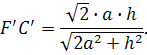 F′C′ = √2 · a · h / √(2a² + h²).